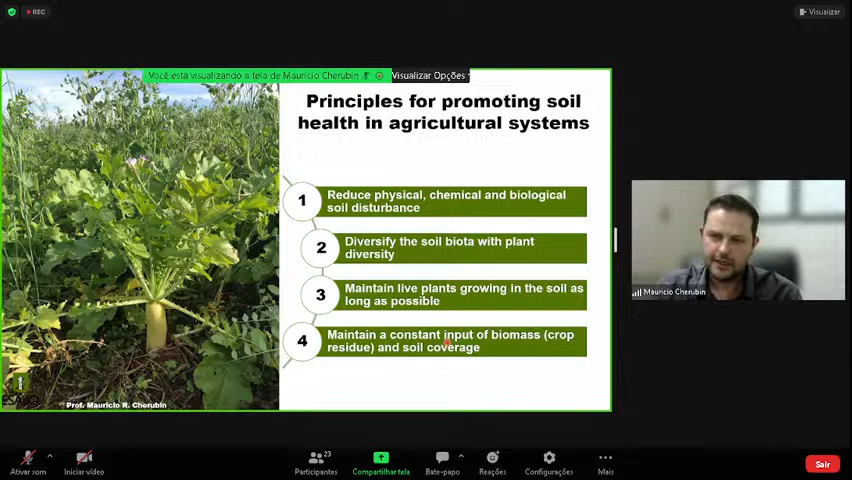 REC
Visualizar
Você está visualizando a tela de Mauricio Cherubin
Visualizar Opções
Principles for promoting soil
health in agricultural systems
1
Reduce physical, chemical and biological
soil disturbance
2
Diversify the soil biota with plant
diversity
3
Maintain live plants growing in the soil as
long as possible
4
Maintain a constant input of biomass (crop
residue) and soil coverage
Prof. Mauricio R. Cherubin
Mauricio Cherubin
Ativar som
Iniciar vídeo
23
Participantes
Compartilhar tela
Bate-papo
Reações
Configurações
Mais
Sair